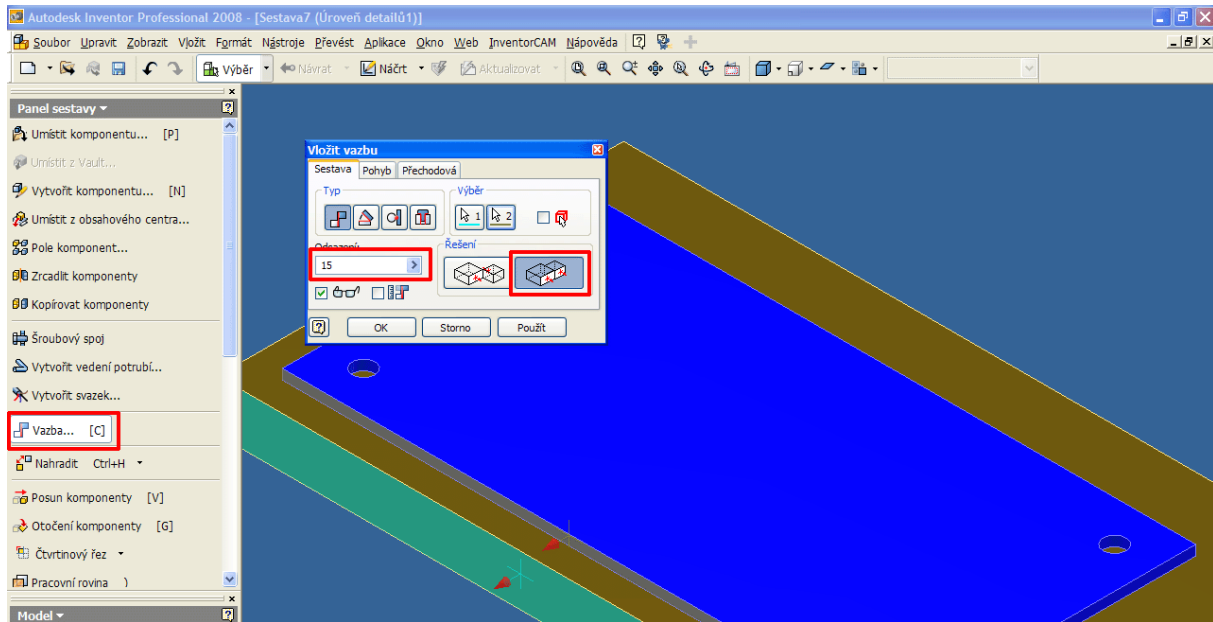 Autodesk Inventor Professional 2008 - [Sestava7 (Úroveň detailů1)]
Soubor Upravit Zobrazit Vložit Formát Nástroje Převést Aplikace Okno Web InventorCAM Nápověda
Výběr Návrat Náčrt Aktualizovat
Panel sestavy
Umístit komponentu... [P]
Umístit z Vault...
Vytvořit komponentu... [N]
Umístit z obsahového centra...
Pole komponent...
Zrcadlit komponenty
Kopírovat komponenty
Šroubový spoj
Vytvořit vedení potrubí...
Vytvořit svazek...
Vazba... [C]
Nahradit Ctrl+H
Posun komponenty [V]
Otočení komponenty [G]
Čtvrtinový řez
Pracovní rovina )
Model
Vložit vazbu
Sestava Pohyb Přechodová
Typ
Výběr
1 2
Odsazení:
15
Řešení
OK Storno Použít